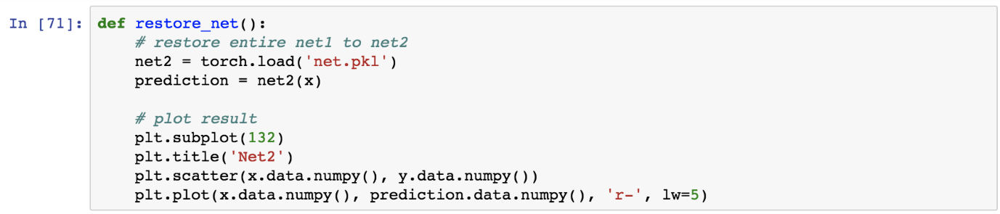 In [71]: def restore_net():
    # restore entire net1 to net2
    net2 = torch.load('net.pkl')
    prediction = net2(x)

    # plot result
    plt.subplot(132)
    plt.title('Net2')
    plt.scatter(x.data.numpy(), y.data.numpy())
    plt.plot(x.data.numpy(), prediction.data.numpy(), 'r-', lw=5)